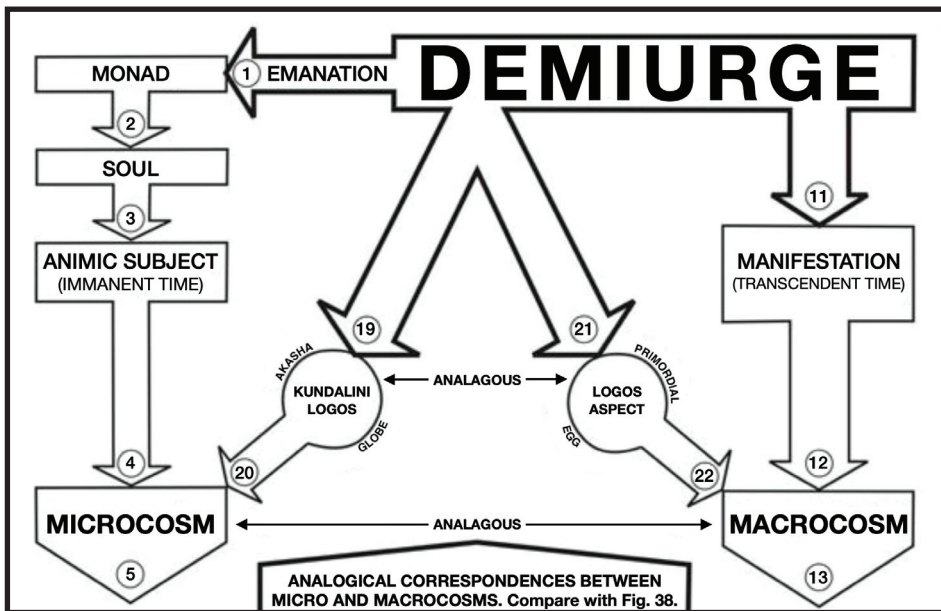 DEMIURGE
1 EMANATION
MONAD
2
SOUL
3
ANIMIC SUBJECT
(IMMANENT TIME)
11
MANIFESTATION
(TRANSCENDENT TIME)
19
21
AKASHA
KUNDALINI
LOGOS
GLOBE
ANALAGOUS
PRIMORDIAL
LOGOS
ASPECT
EGG
4
20
22
12
MICROCOSM
ANALAGOUS
MACROCOSM
5
13
ANALOGICAL CORRESPONDENCES BETWEEN
MICRO AND MACROCOSMS. Compare with Fig. 38.